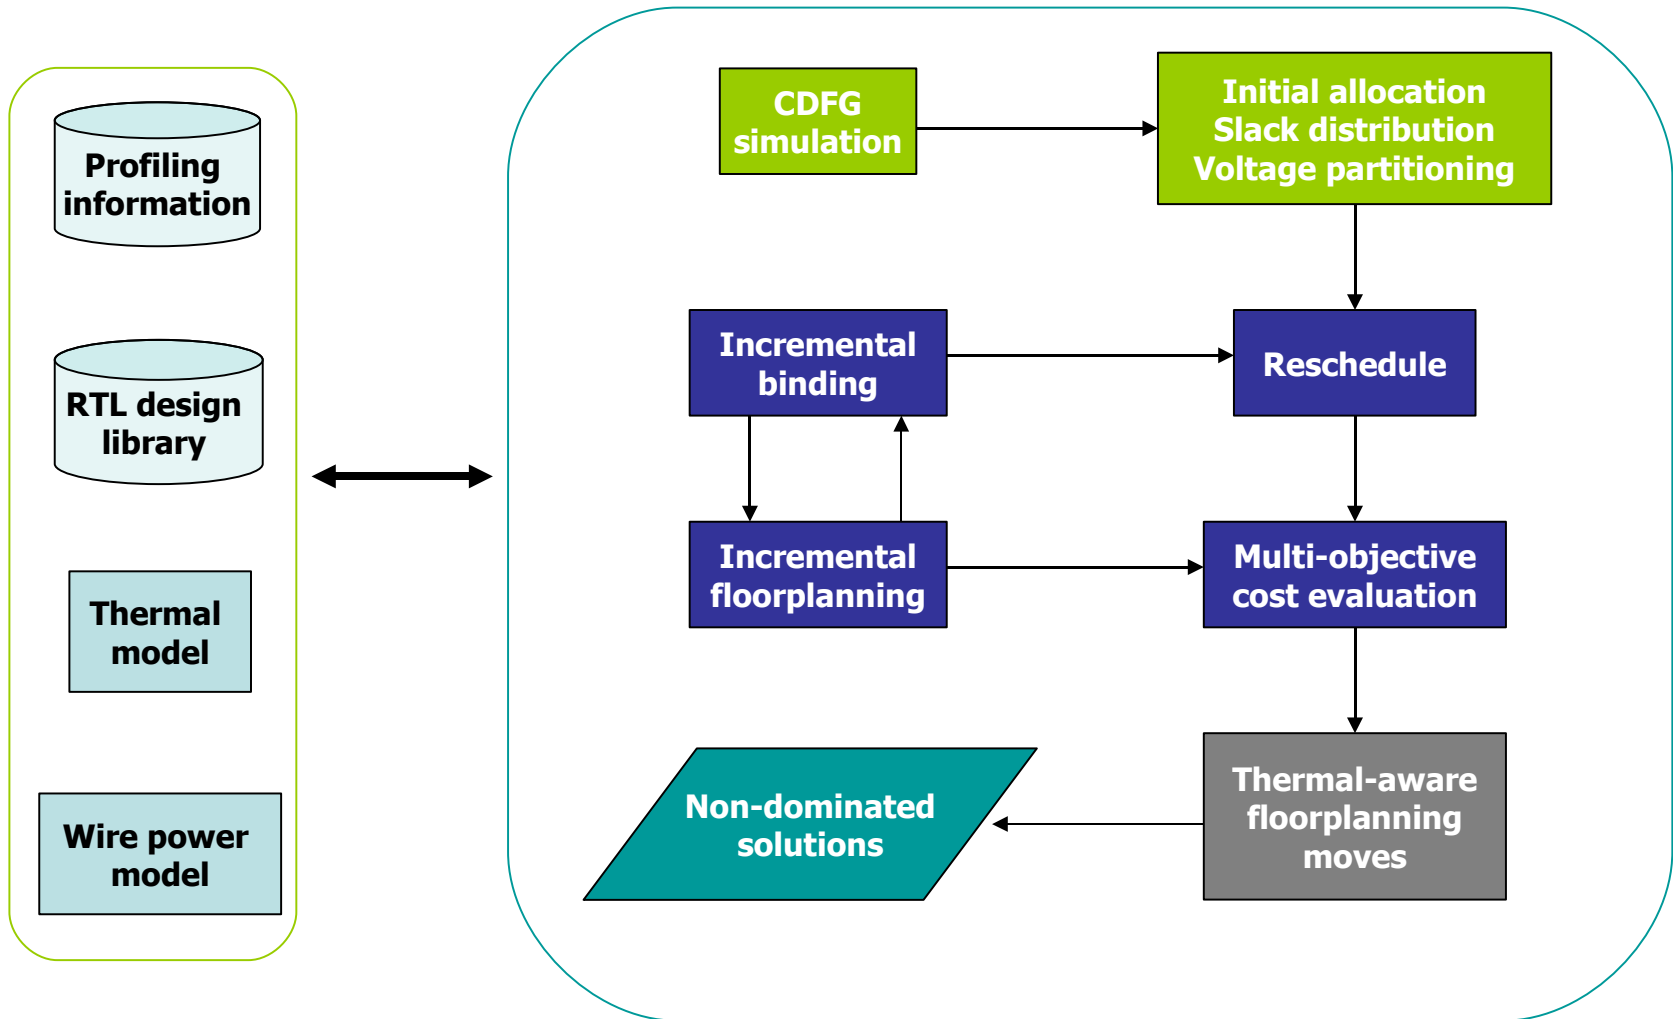 Profiling
information
RTL design
library
Thermal
model
Wire power
model
CDFG
simulation
Initial allocation
Slack distribution
Voltage partitioning
Incremental
binding
Reschedule
Incremental
floorplanning
Multi-objective
cost evaluation
Non-dominated
solutions
Thermal-aware
floorplanning
moves